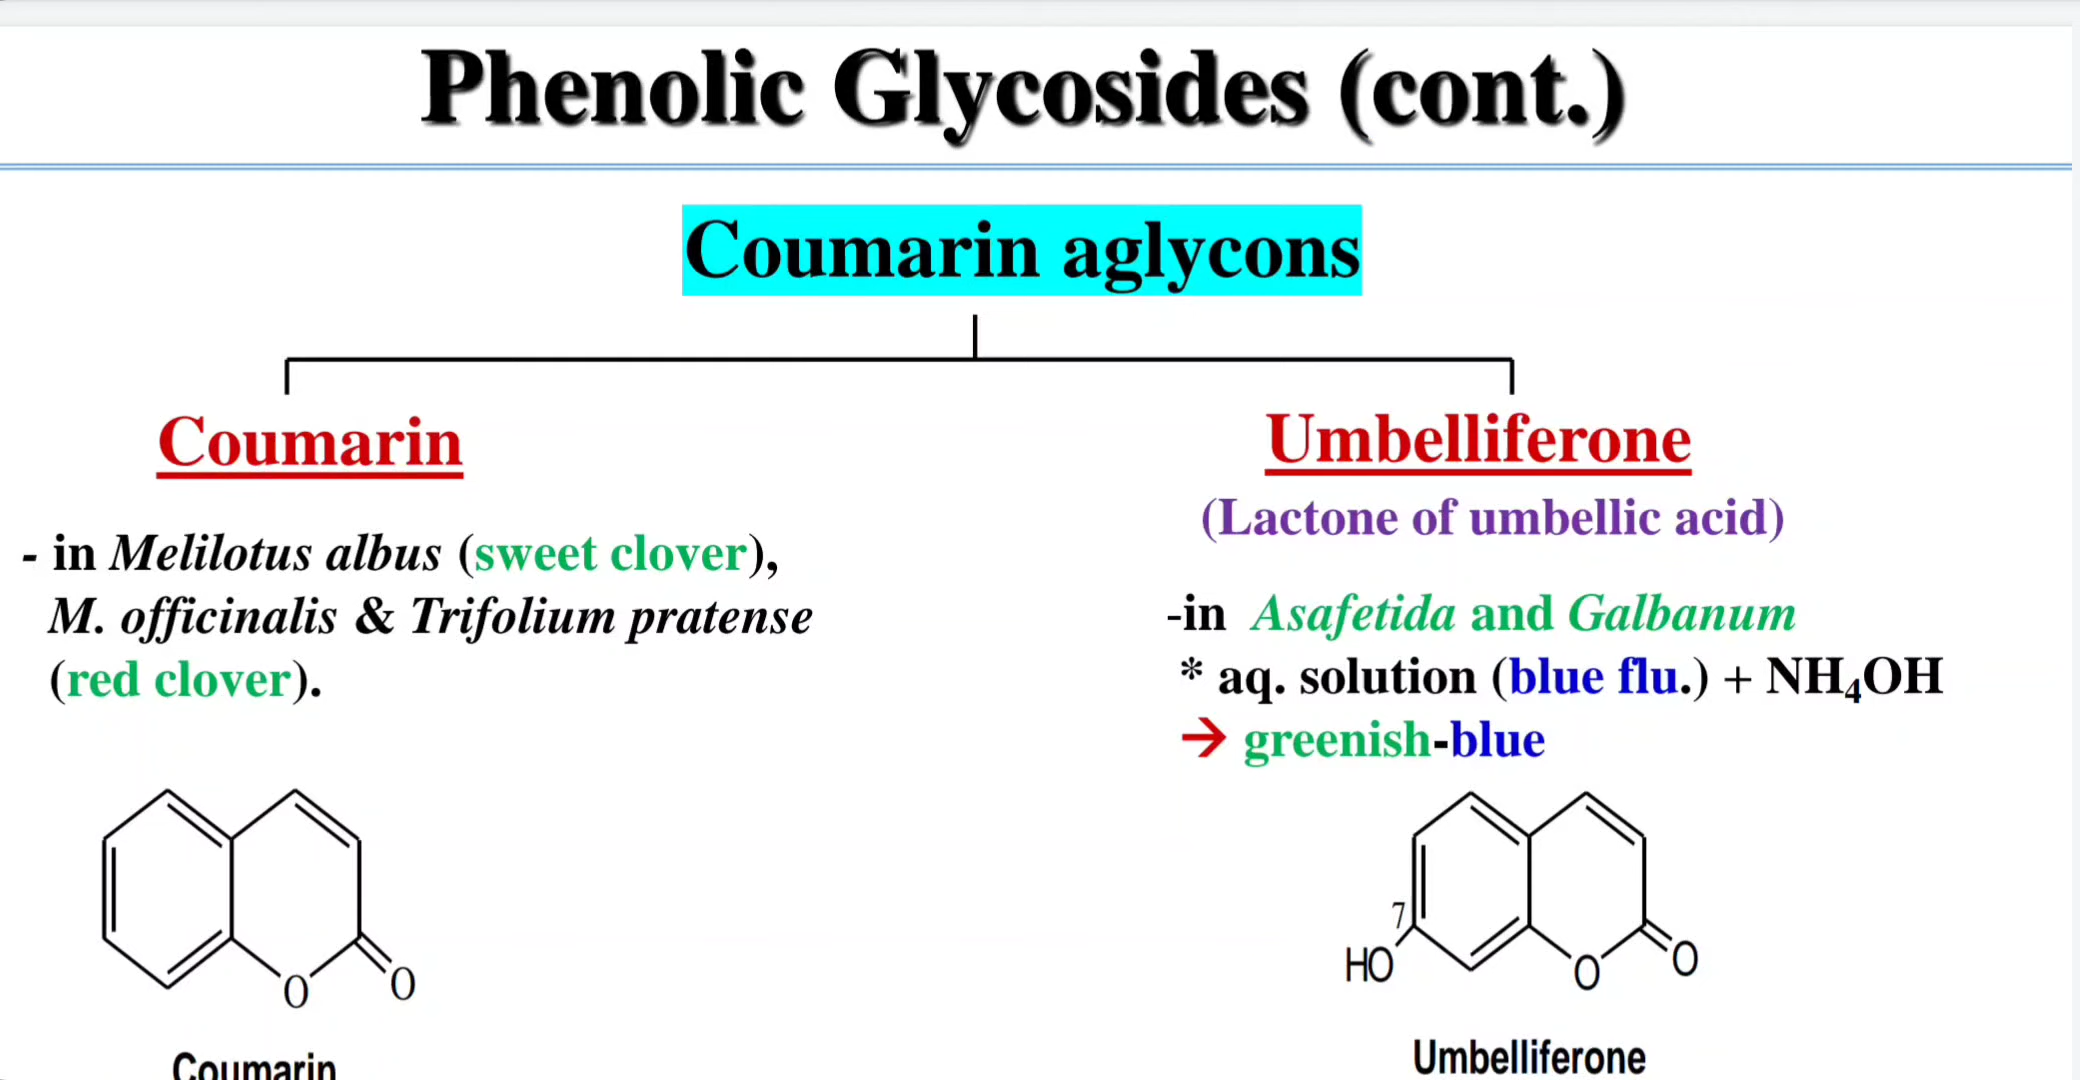 Phenolic Glycosides (cont.)
Coumarin aglycons
Coumarin
- in Melilotus albus (sweet clover),
M. officinalis & Trifolium pratense
(red clover).
O
O
Coumarin
Umbelliferone
(Lactone of umbellic acid)
-in Asafetida and Galbanum
* aq. solution (blue flu.) + NH₄OH
→ greenish-blue
7
HO
O
O
Umbelliferone